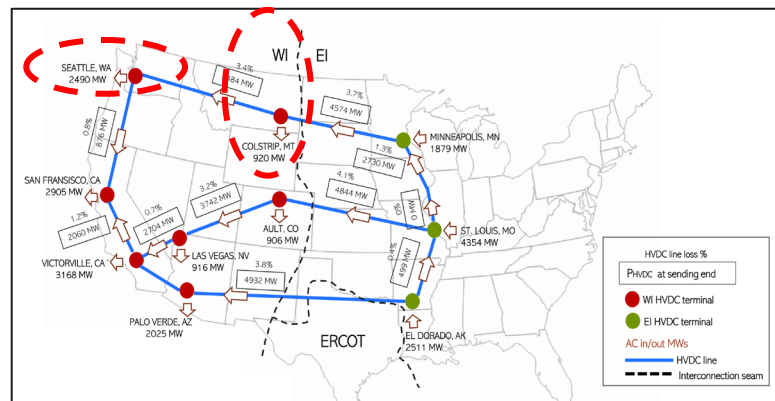 WI
EI
3.4%
SEATTLE, WA
2490 MW
84 MW
3.7%
4574 MW
MINNEAPOLIS, MN
1879 MW
0.8%
876 MW
COLSTRIP, MT
920 MW
1.3%
2730 MW
4.1%
4844 MW
0 MW
0%
SAN FRANSISCO, CA
2905 MW
3.2%
3742 MW
1.2%
2060 MW
0.7%
2704 MW
AULT, CO
906 MW
ST. LOUIS, MO
4354 MW
0.4%
499 MW
VICTORVILLE, CA
3168 MW
LAS VEGAS, NV
916 MW
3.8%
4932 MW
PALO VERDE, AZ
2025 MW
ERCOT
EL DORADO, AK
2511 MW
HVDC line loss %
PHVDC at sending end
WI HVDC terminal
EI HVDC terminal
AC in/out MWs
HVDC line
Interconnection seam